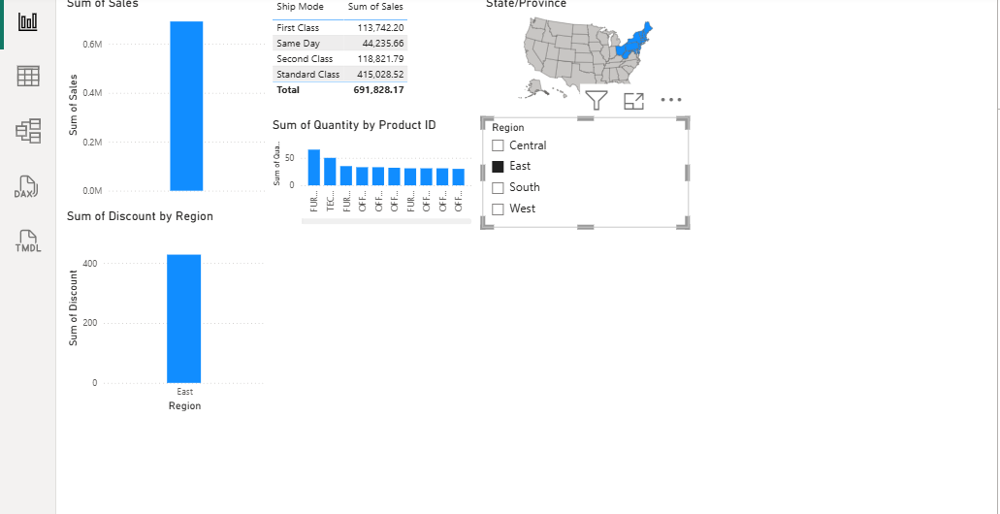 Sum of Sales
Sum of Sales
0.6M
0.4M
0.2M
0.0M
Ship Mode Sum of Sales
First Class 113,742.20
Same Day 44,235.66
Second Class 118,821.79
Standard Class 415,028.52
Total 691,828.17
State/Province
Sum of Quantity by Product ID
Sum of Qua...
50
0
FUR...
TEC...
FUR...
OFF...
OFF...
OFF...
FUR...
OFF...
OFF...
OFF...
Region
Central
East
South
West
Sum of Discount by Region
Sum of Discount
400
200
0
East
Region
DAX
TMDL